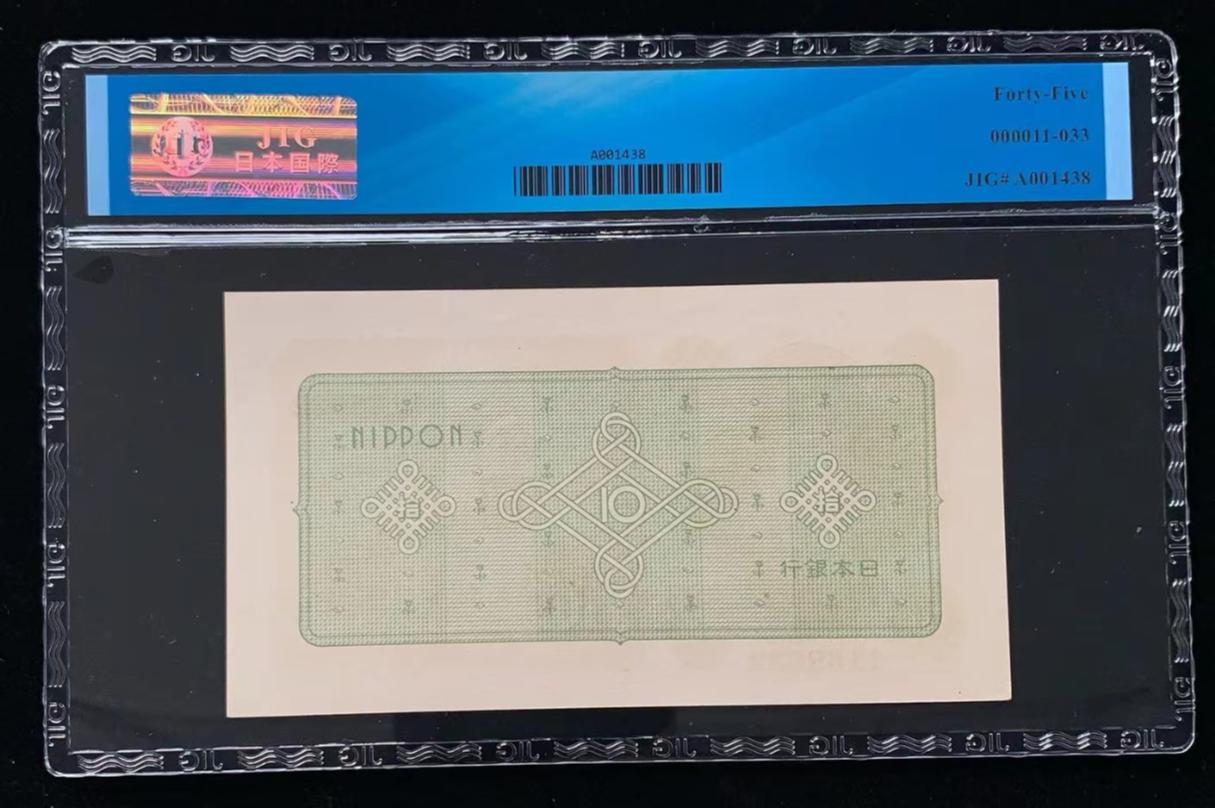 JIG
日本国際
A001438
Forty-Five
000011-033
JIG# A001438
NIPPON
拾 10 拾
行銀本日